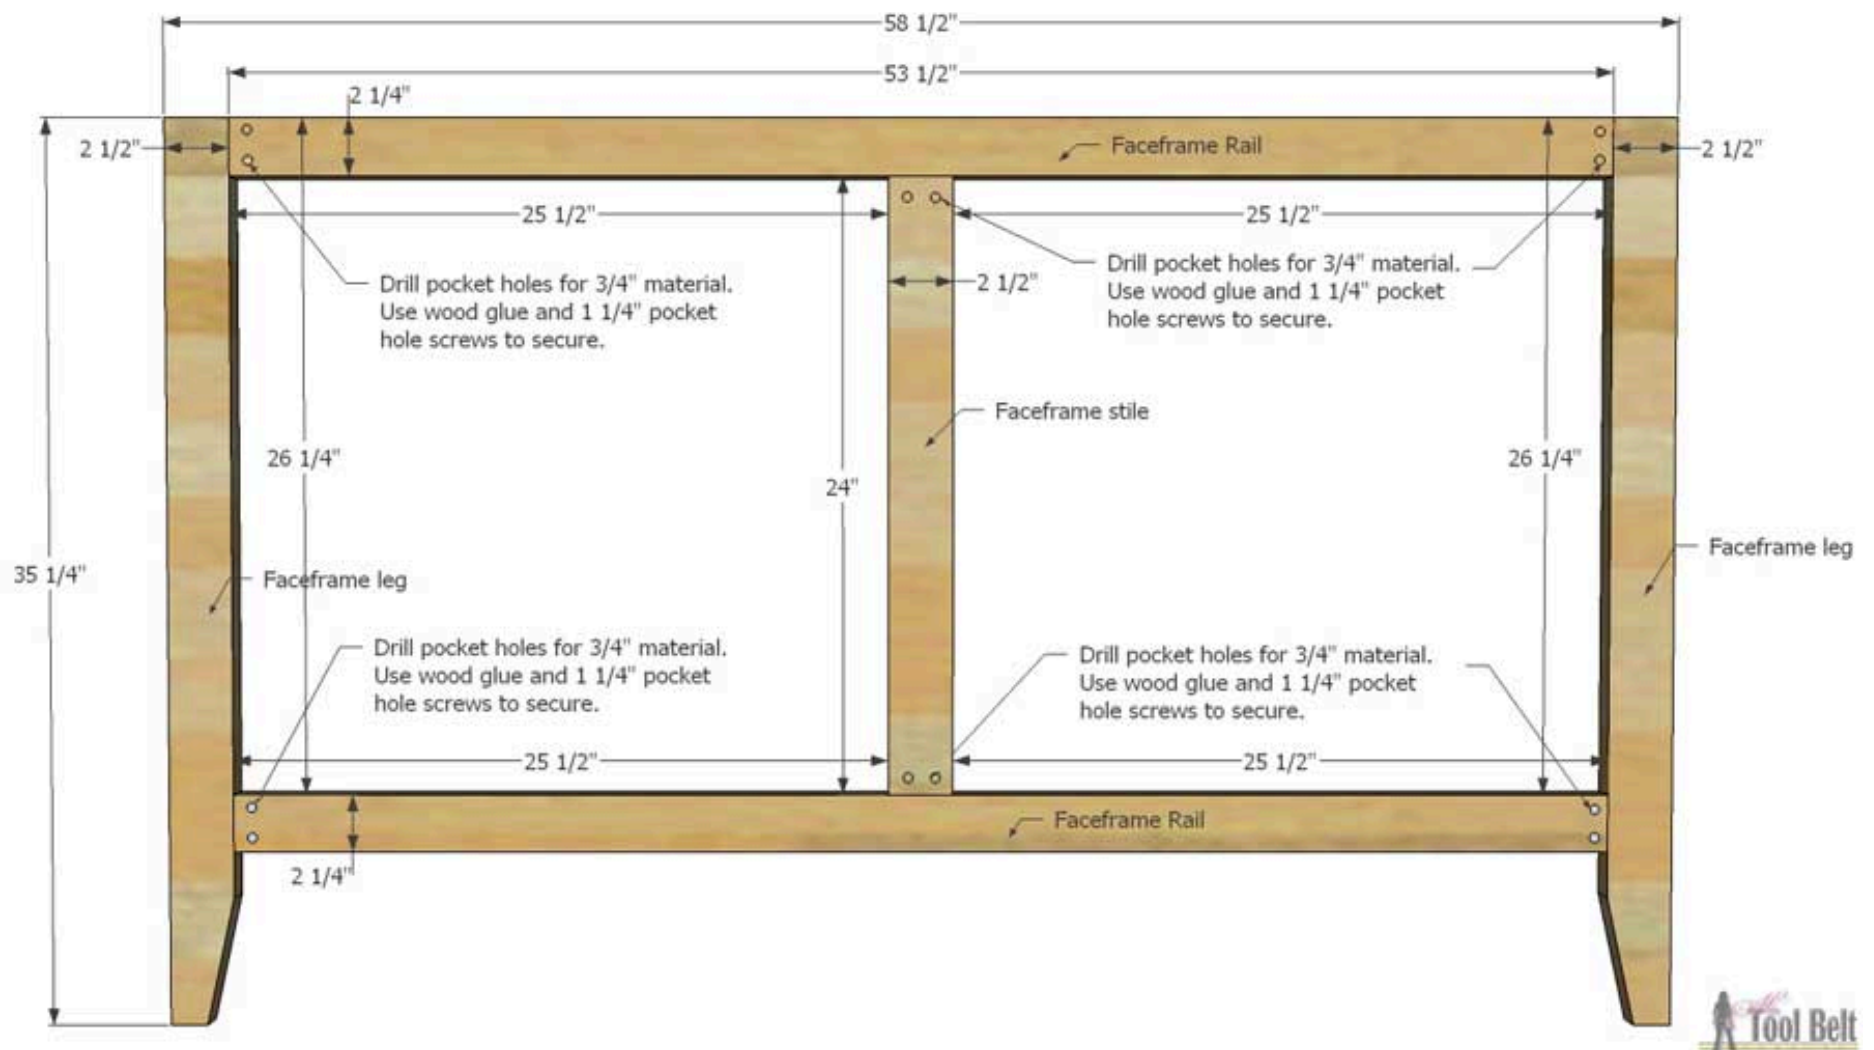 58 1/2"
53 1/2"
2 1/4"
2 1/2"
Faceframe Rail
2 1/2"
25 1/2"
25 1/2"
Drill pocket holes for 3/4" material.
Use wood glue and 1 1/4" pocket
hole screws to secure.
2 1/2"
Drill pocket holes for 3/4" material.
Use wood glue and 1 1/4" pocket
hole screws to secure.
Faceframe stile
26 1/4"
24"
26 1/4"
35 1/4"
Faceframe leg
Faceframe leg
Drill pocket holes for 3/4" material.
Use wood glue and 1 1/4" pocket
hole screws to secure.
Drill pocket holes for 3/4" material.
Use wood glue and 1 1/4" pocket
hole screws to secure.
25 1/2"
25 1/2"
Faceframe Rail
2 1/4"
Tool Belt